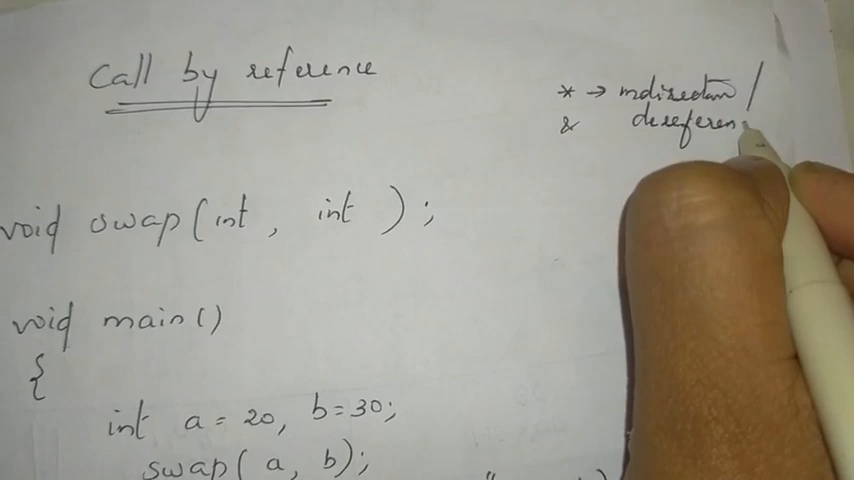 Call by reference
* → indirection /
& dereferen
void swap(int, int );
void main()
{
int a = 20, b = 30;
swap( a, b);